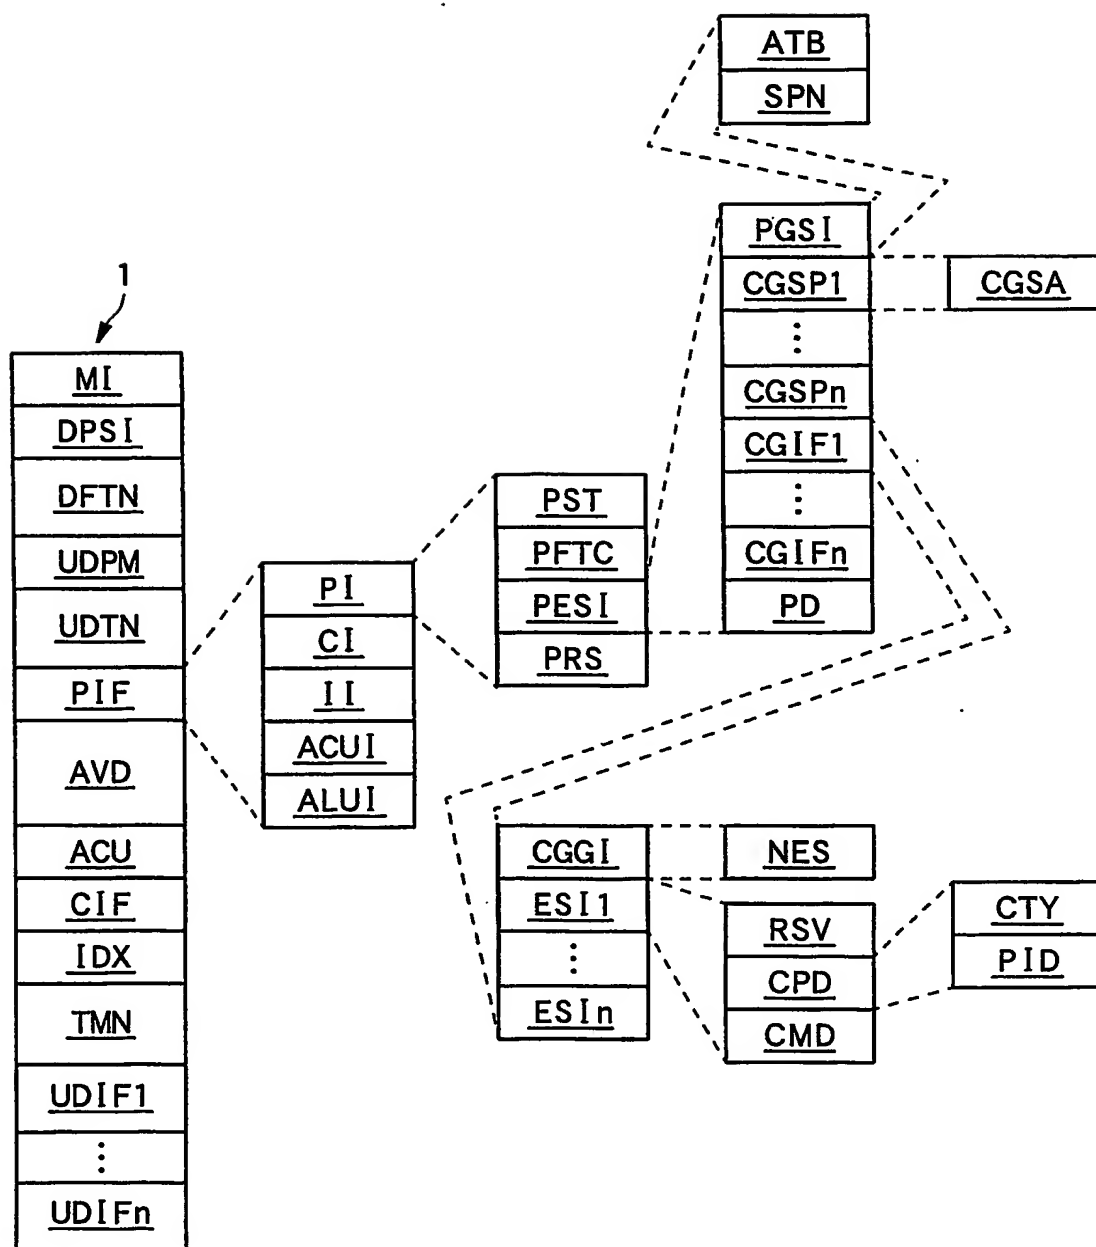 1
MI
DPSI
DFTN
UDPM
UDTN
PIF
AVD
ACU
CIF
IDX
TMN
UDIF1
⋮
UDIFn
PI
CI
II
ACUI
ALUI
PST
PFTC
PESI
PRS
ATB
SPN
PGSI
CGSP1
⋮
CGSPn
CGIF1
⋮
CGIFn
PD
CGSA
CGGI
ESI1
⋮
ESIn
NES
RSV
CPD
CMD
CTY
PID